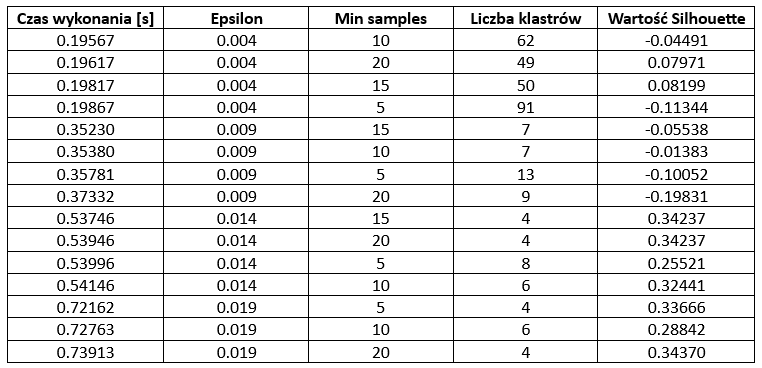 Czas wykonania [s] Epsilon Min samples Liczba klastrów Wartość Silhouette
0.19567 0.004 10 62 -0.04491
0.19617 0.004 20 49 0.07971
0.19817 0.004 15 50 0.08199
0.19867 0.004 5 91 -0.11344
0.35230 0.009 15 7 -0.05538
0.35380 0.009 10 7 -0.01383
0.35781 0.009 5 13 -0.10052
0.37332 0.009 20 9 -0.19831
0.53746 0.014 15 4 0.34237
0.53946 0.014 20 4 0.34237
0.53996 0.014 5 8 0.25521
0.54146 0.014 10 6 0.32441
0.72162 0.019 5 4 0.33666
0.72763 0.019 10 6 0.28842
0.73913 0.019 20 4 0.34370